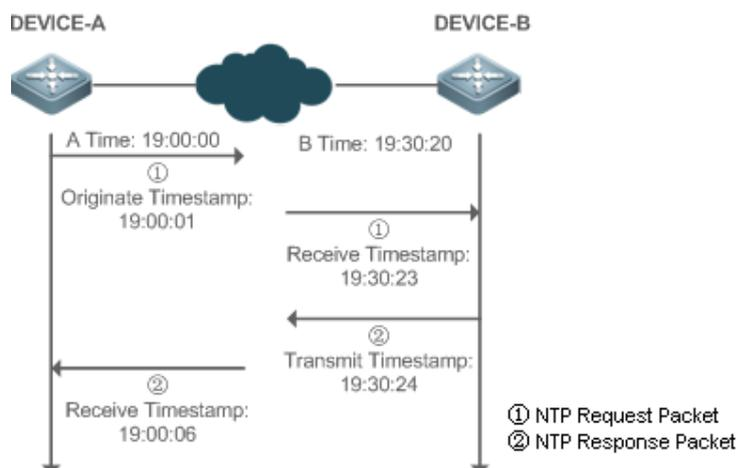 DEVICE-A
DEVICE-B
A Time: 19:00:00
B Time: 19:30:20
①
Originate Timestamp:
19:00:01
①
Receive Timestamp:
19:30:23
②
Transmit Timestamp:
19:30:24
②
Receive Timestamp:
19:00:06
① NTP Request Packet
② NTP Response Packet